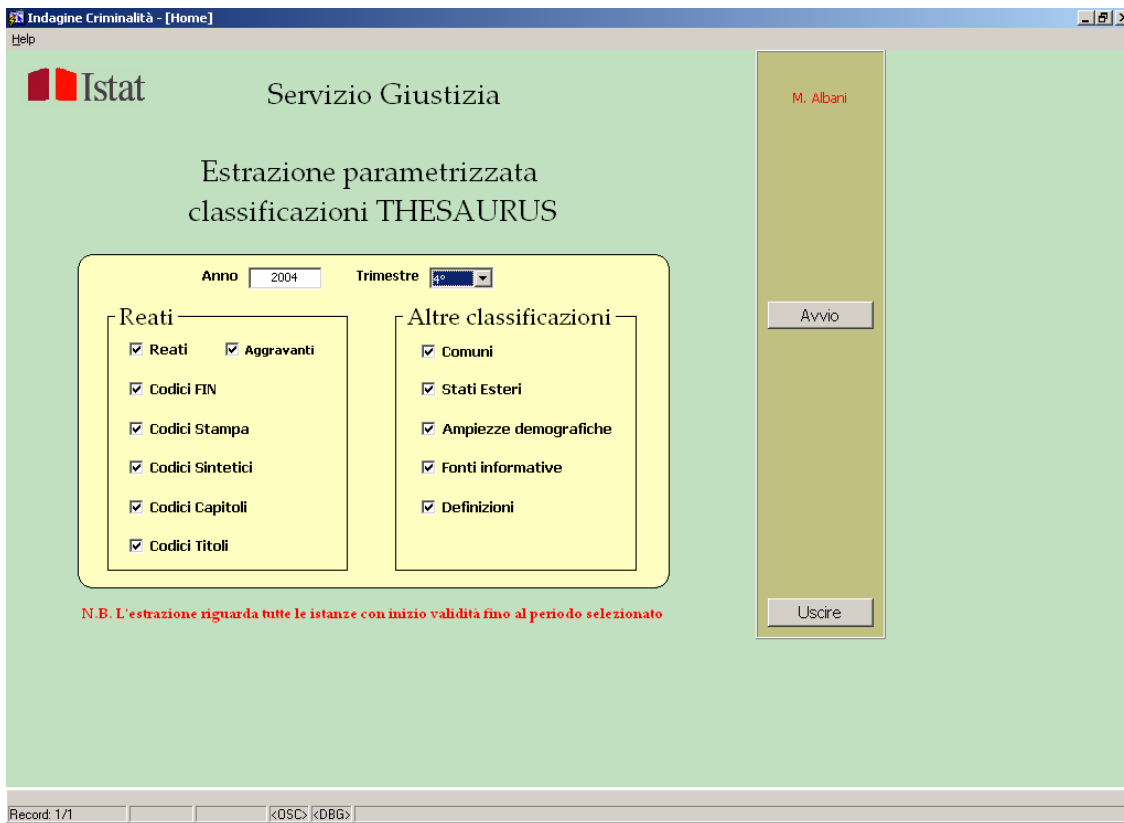 Indagine Criminalità - [Home]
Help
Istat
Servizio Giustizia
M. Albani
Estrazione parametrizzata
classificazioni THESAURUS
Anno 2004 Trimestre 4°
Reati
Reati Aggravanti
Codici FIN
Codici Stampa
Codici Sintetici
Codici Capitoli
Codici Titoli
Altre classificazioni
Comuni
Stati Esteri
Ampiezze demografiche
Fonti informative
Definizioni
Avvio
N.B. L'estrazione riguarda tutte le istanze con inizio validità fino al periodo selezionato
Uscire
Record: 1/1 <OSC> <DBG>